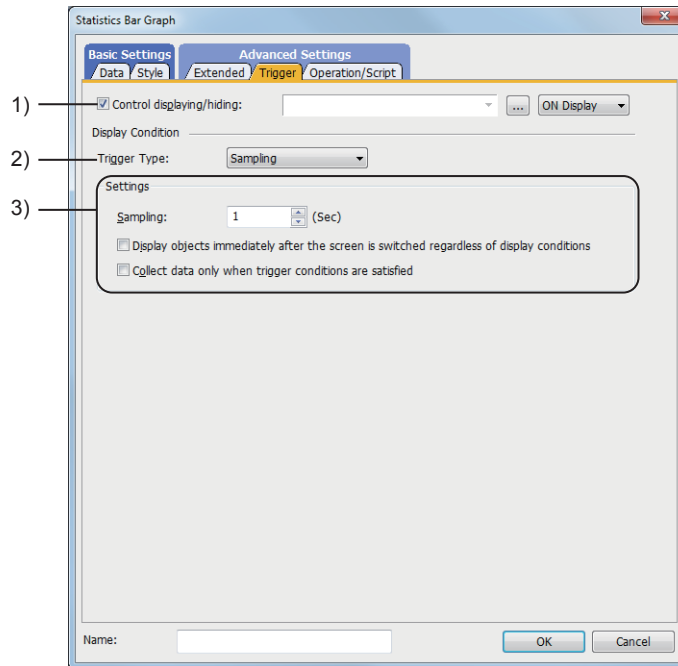 Statistics Bar Graph
x
Basic Settings Advanced Settings
Data Style Extended Trigger Operation/Script
1) Control displaying/hiding: ... ON Display
Display Condition
2) Trigger Type: Sampling
3) Settings
Sampling: 1 (Sec)
Display objects immediately after the screen is switched regardless of display conditions
Collect data only when trigger conditions are satisfied
Name: OK Cancel